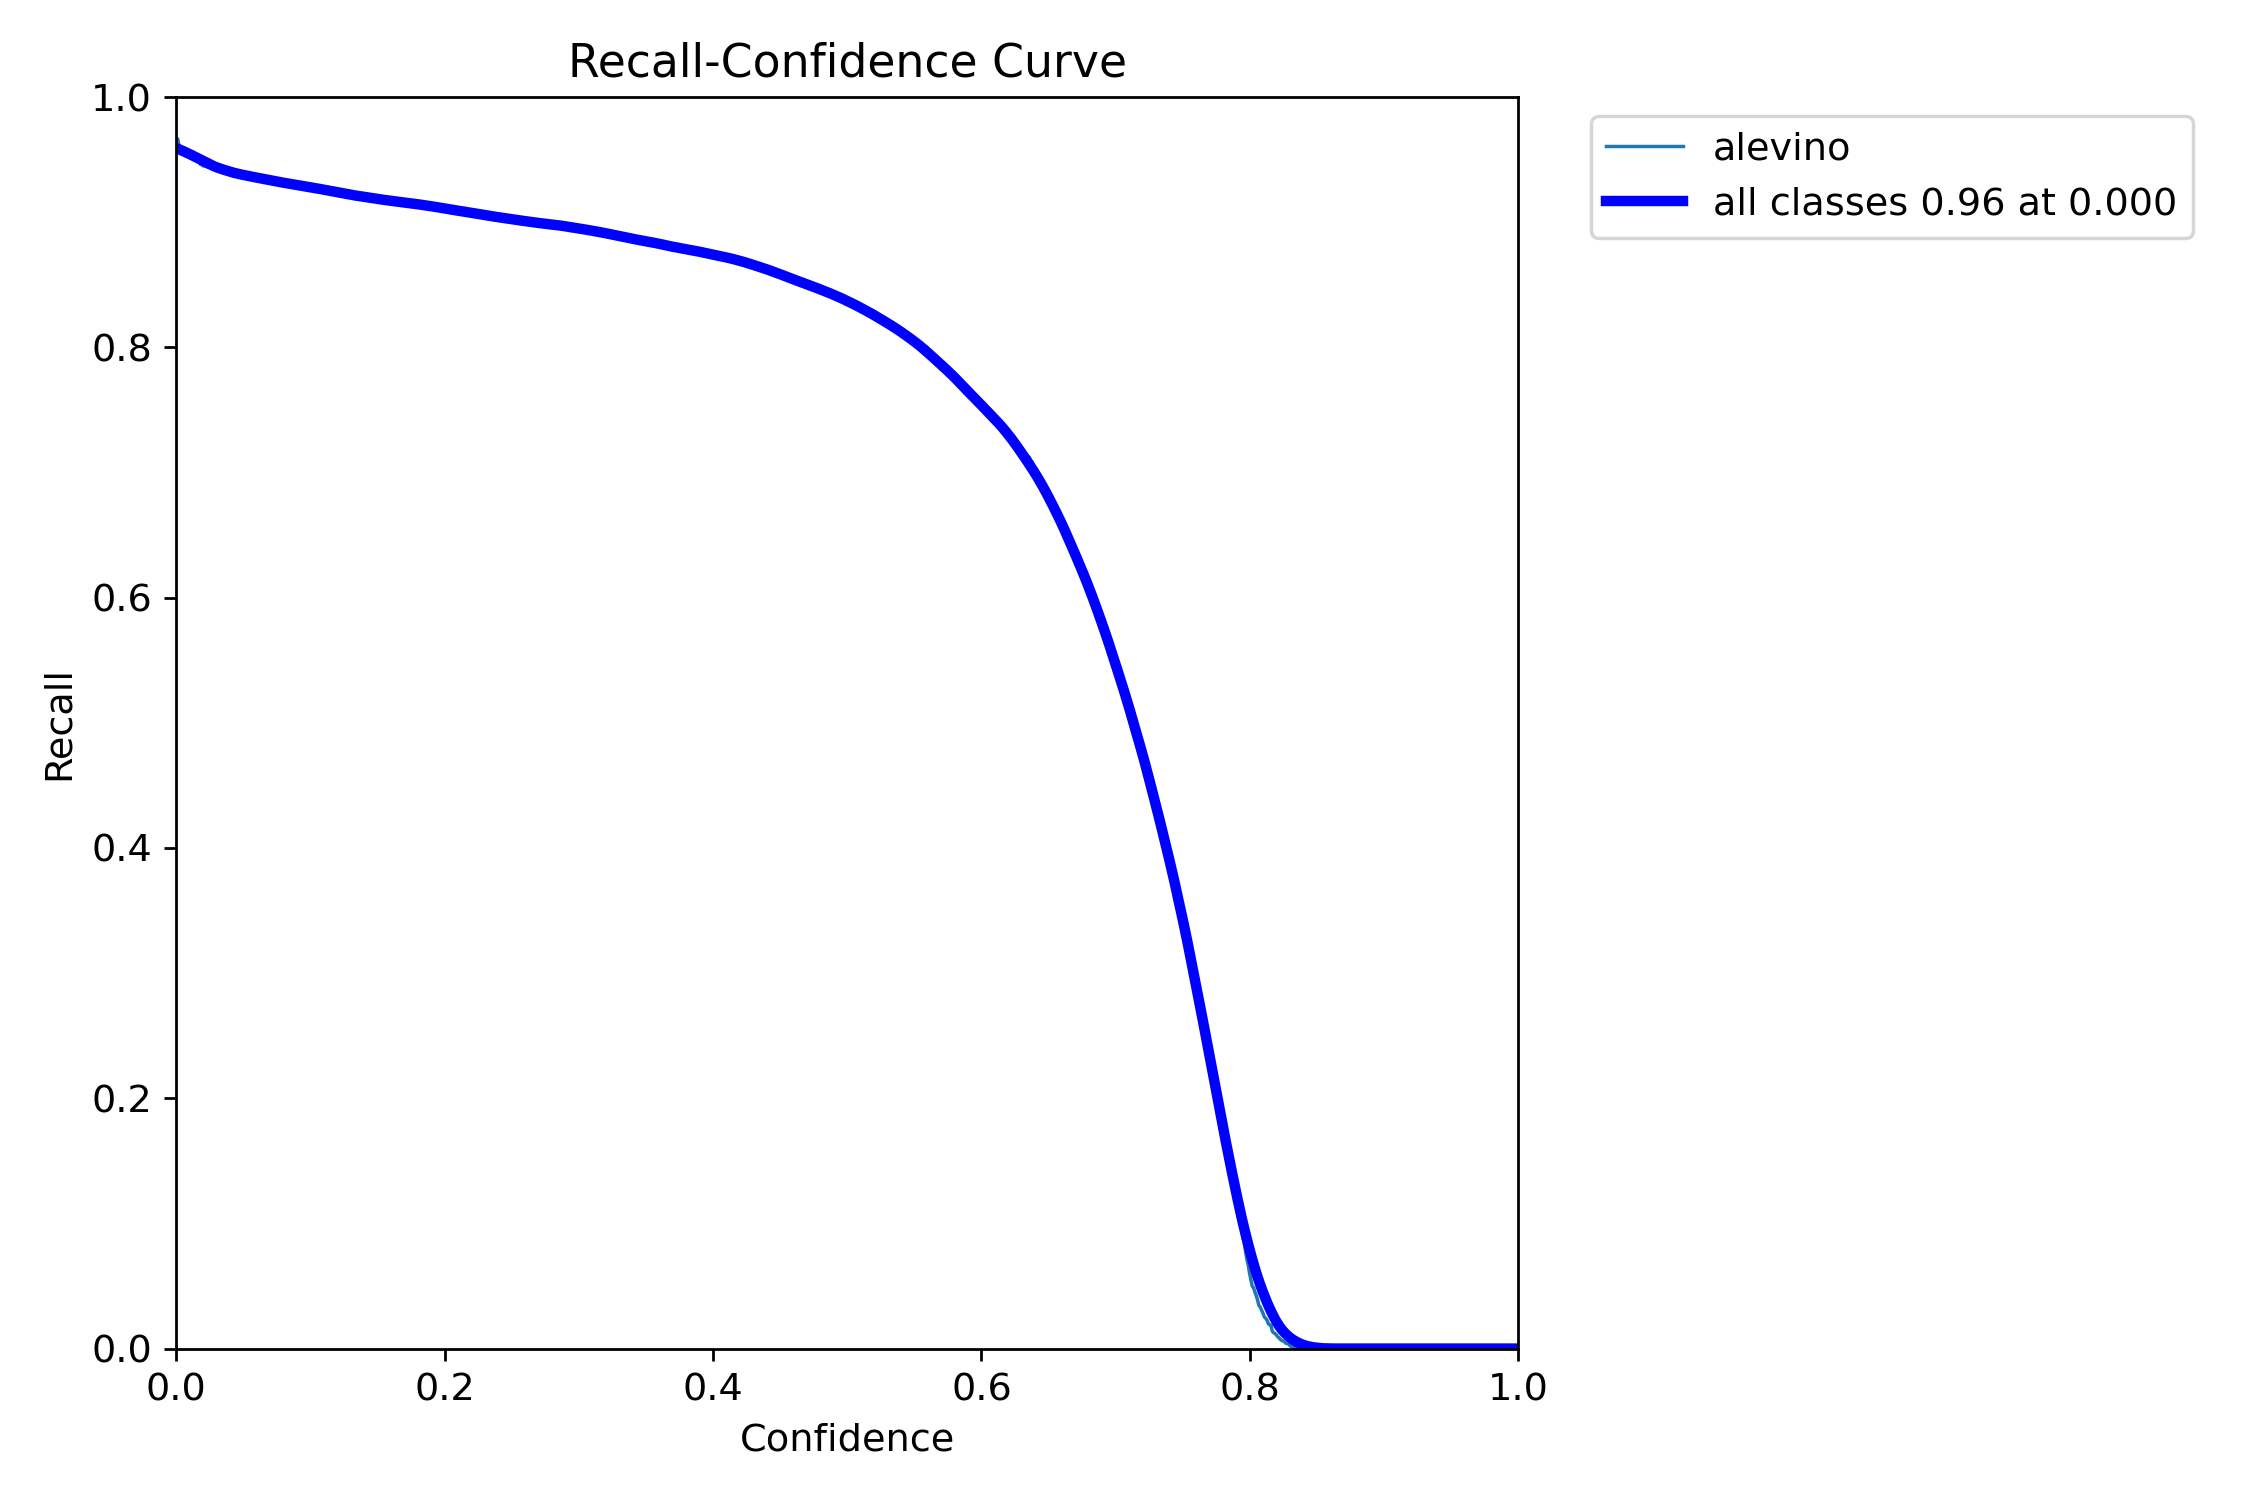 Recall-Confidence Curve
1.0
0.8
0.6
0.4
0.2
0.0
Recall
0.0 0.2 0.4 0.6 0.8 1.0
Confidence
alevino
all classes 0.96 at 0.000